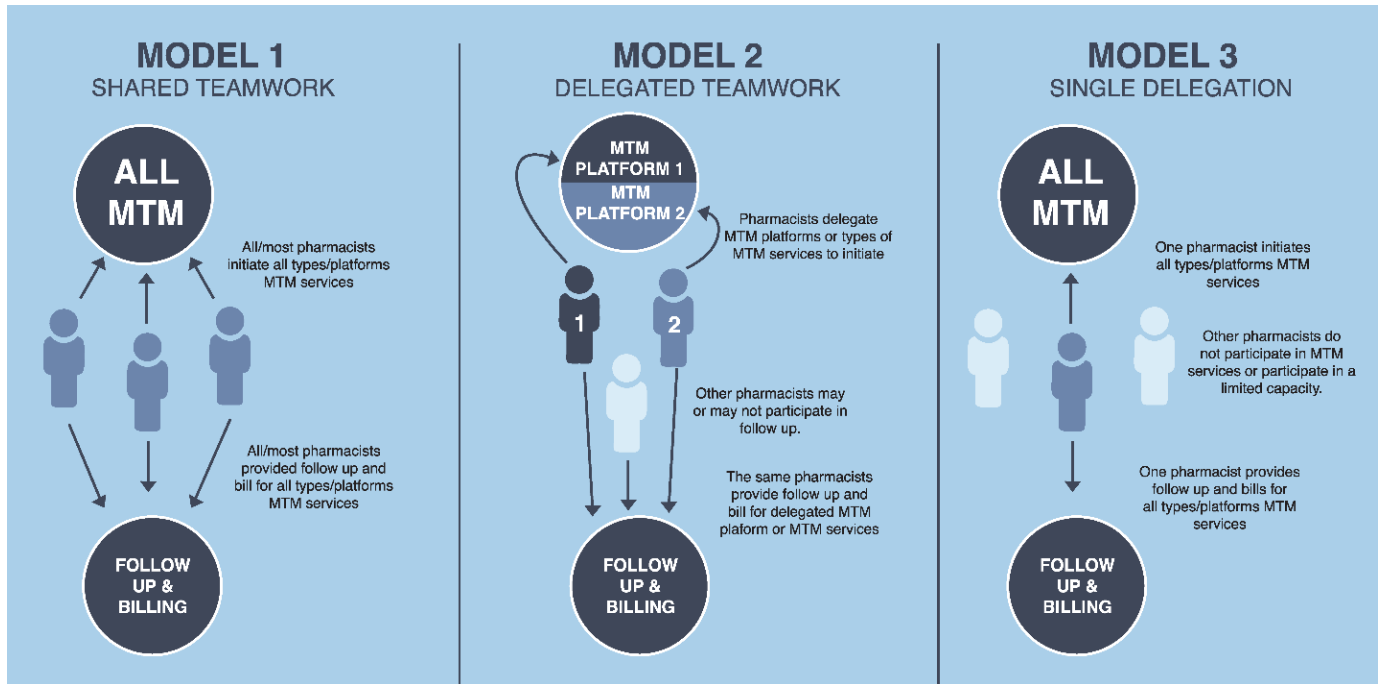 MODEL 1
SHARED TEAMWORK
ALL
MTM
All/most pharmacists
initiate all types/platforms
MTM services
All/most pharmacists
provided follow up and
bill for all types/platforms
MTM services
FOLLOW
UP &
BILLING
MODEL 2
DELEGATED TEAMWORK
MTM
PLATFORM 1
MTM
PLATFORM 2
Pharmacists delegate
MTM platforms or types of
MTM services to initiate
1
2
Other pharmacists may
or may not participate in
follow up.
The same pharmacists
provide follow up and
bill for delegated MTM
plaform or MTM services
FOLLOW
UP &
BILLING
MODEL 3
SINGLE DELEGATION
ALL
MTM
One pharmacist initiates
all types/platforms MTM
services
Other pharmacists do
not participate in MTM
services or participate in a
limited capacity.
One pharmacist provides
follow up and bills for
all types/platforms MTM
services
FOLLOW
UP &
BILLING